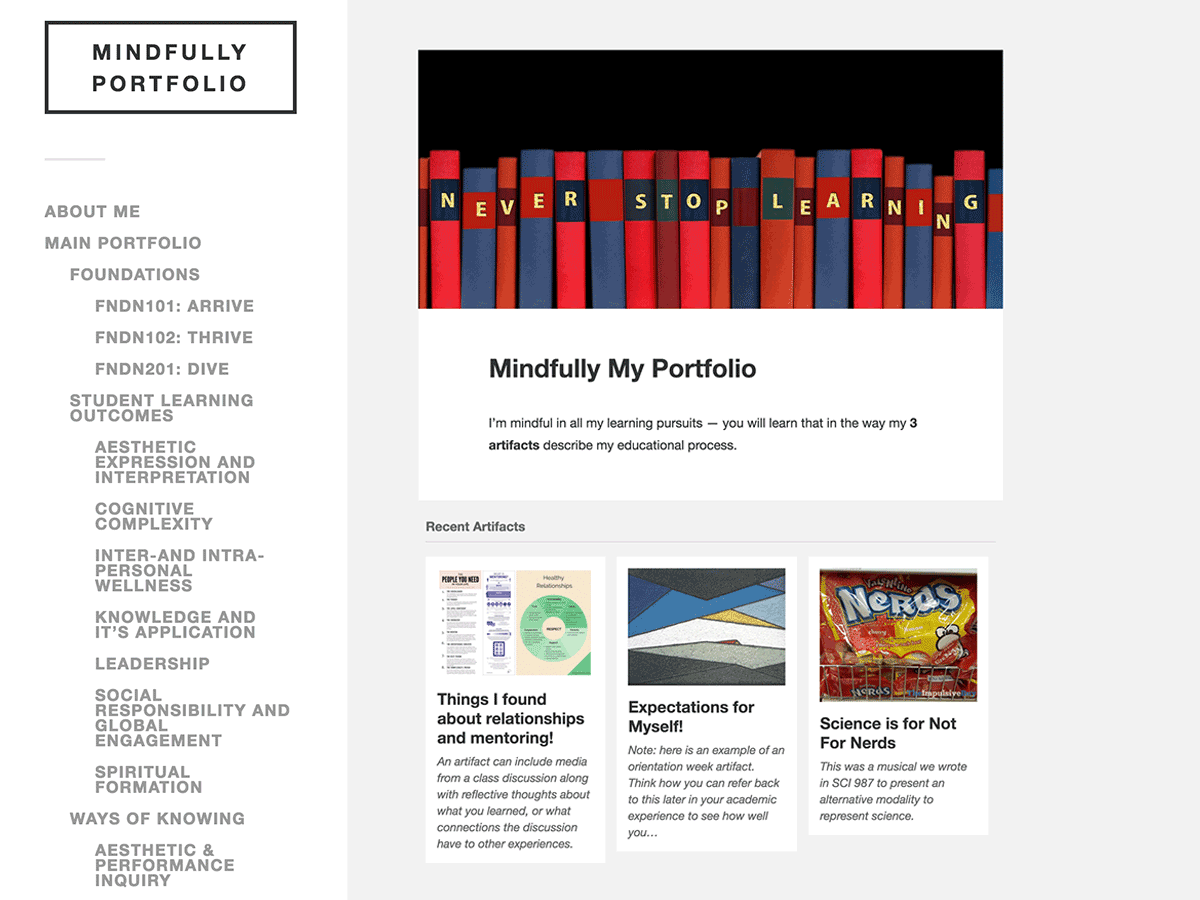 MINDFULLY
PORTFOLIO
ABOUT ME
MAIN PORTFOLIO
FOUNDATIONS
FNDN101: ARRIVE
FNDN102: THRIVE
FNDN201: DIVE
STUDENT LEARNING
OUTCOMES
AESTHETIC
EXPRESSION AND
INTERPRETATION
COGNITIVE
COMPLEXITY
INTER-AND INTRA-
PERSONAL
WELLNESS
KNOWLEDGE AND
IT'S APPLICATION
LEADERSHIP
SOCIAL
RESPONSIBILITY AND
GLOBAL
ENGAGEMENT
SPIRITUAL
FORMATION
WAYS OF KNOWING
AESTHETIC &
PERFORMANCE
INQUIRY
NEVER STOP LEARNING
Mindfully My Portfolio
I'm mindful in all my learning pursuits — you will learn that in the way my 3
artifacts describe my educational process.
Recent Artifacts
PEOPLE YOU NEED
Healthy
Relationships
RESPECT
Things I found
about relationships
and mentoring!
An artifact can include media
from a class discussion along
with reflective thoughts about
what you learned, or what
connections the discussion
have to other experiences.
Expectations for
Myself!
Note: here is an example of an
orientation week artifact.
Think how you can refer back
to this later in your academic
experience to see how well
you…
Valentine
Nerds
cherry
NERDS
Impulsive
Science is for Not
For Nerds
This was a musical we wrote
in SCI 987 to present an
alternative modality to
represent science.